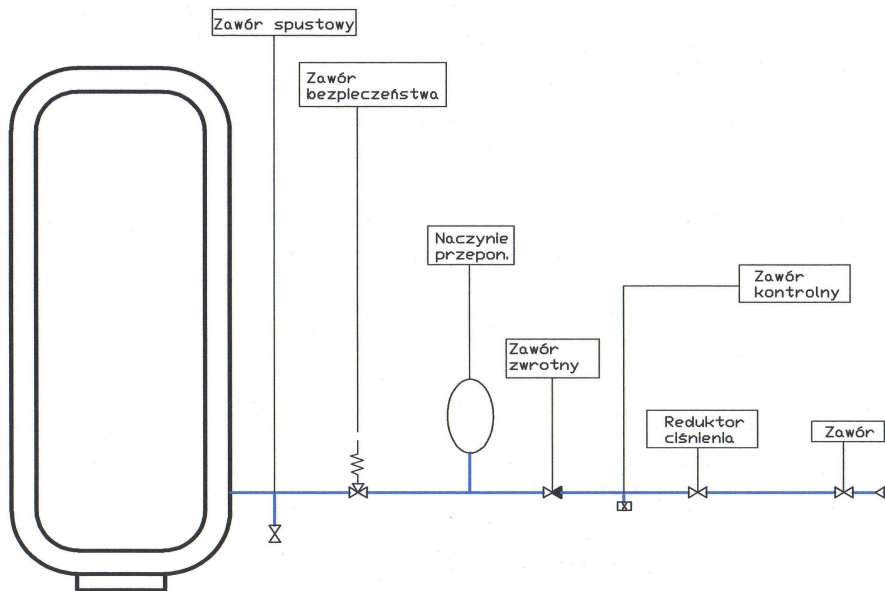 Zawór spustowy
Zawór
bezpieczeństwa
Naczynie
przepon.
Zawór
kontrolny
Zawór
zwrotny
Reduktor
ciśnienia
Zawór